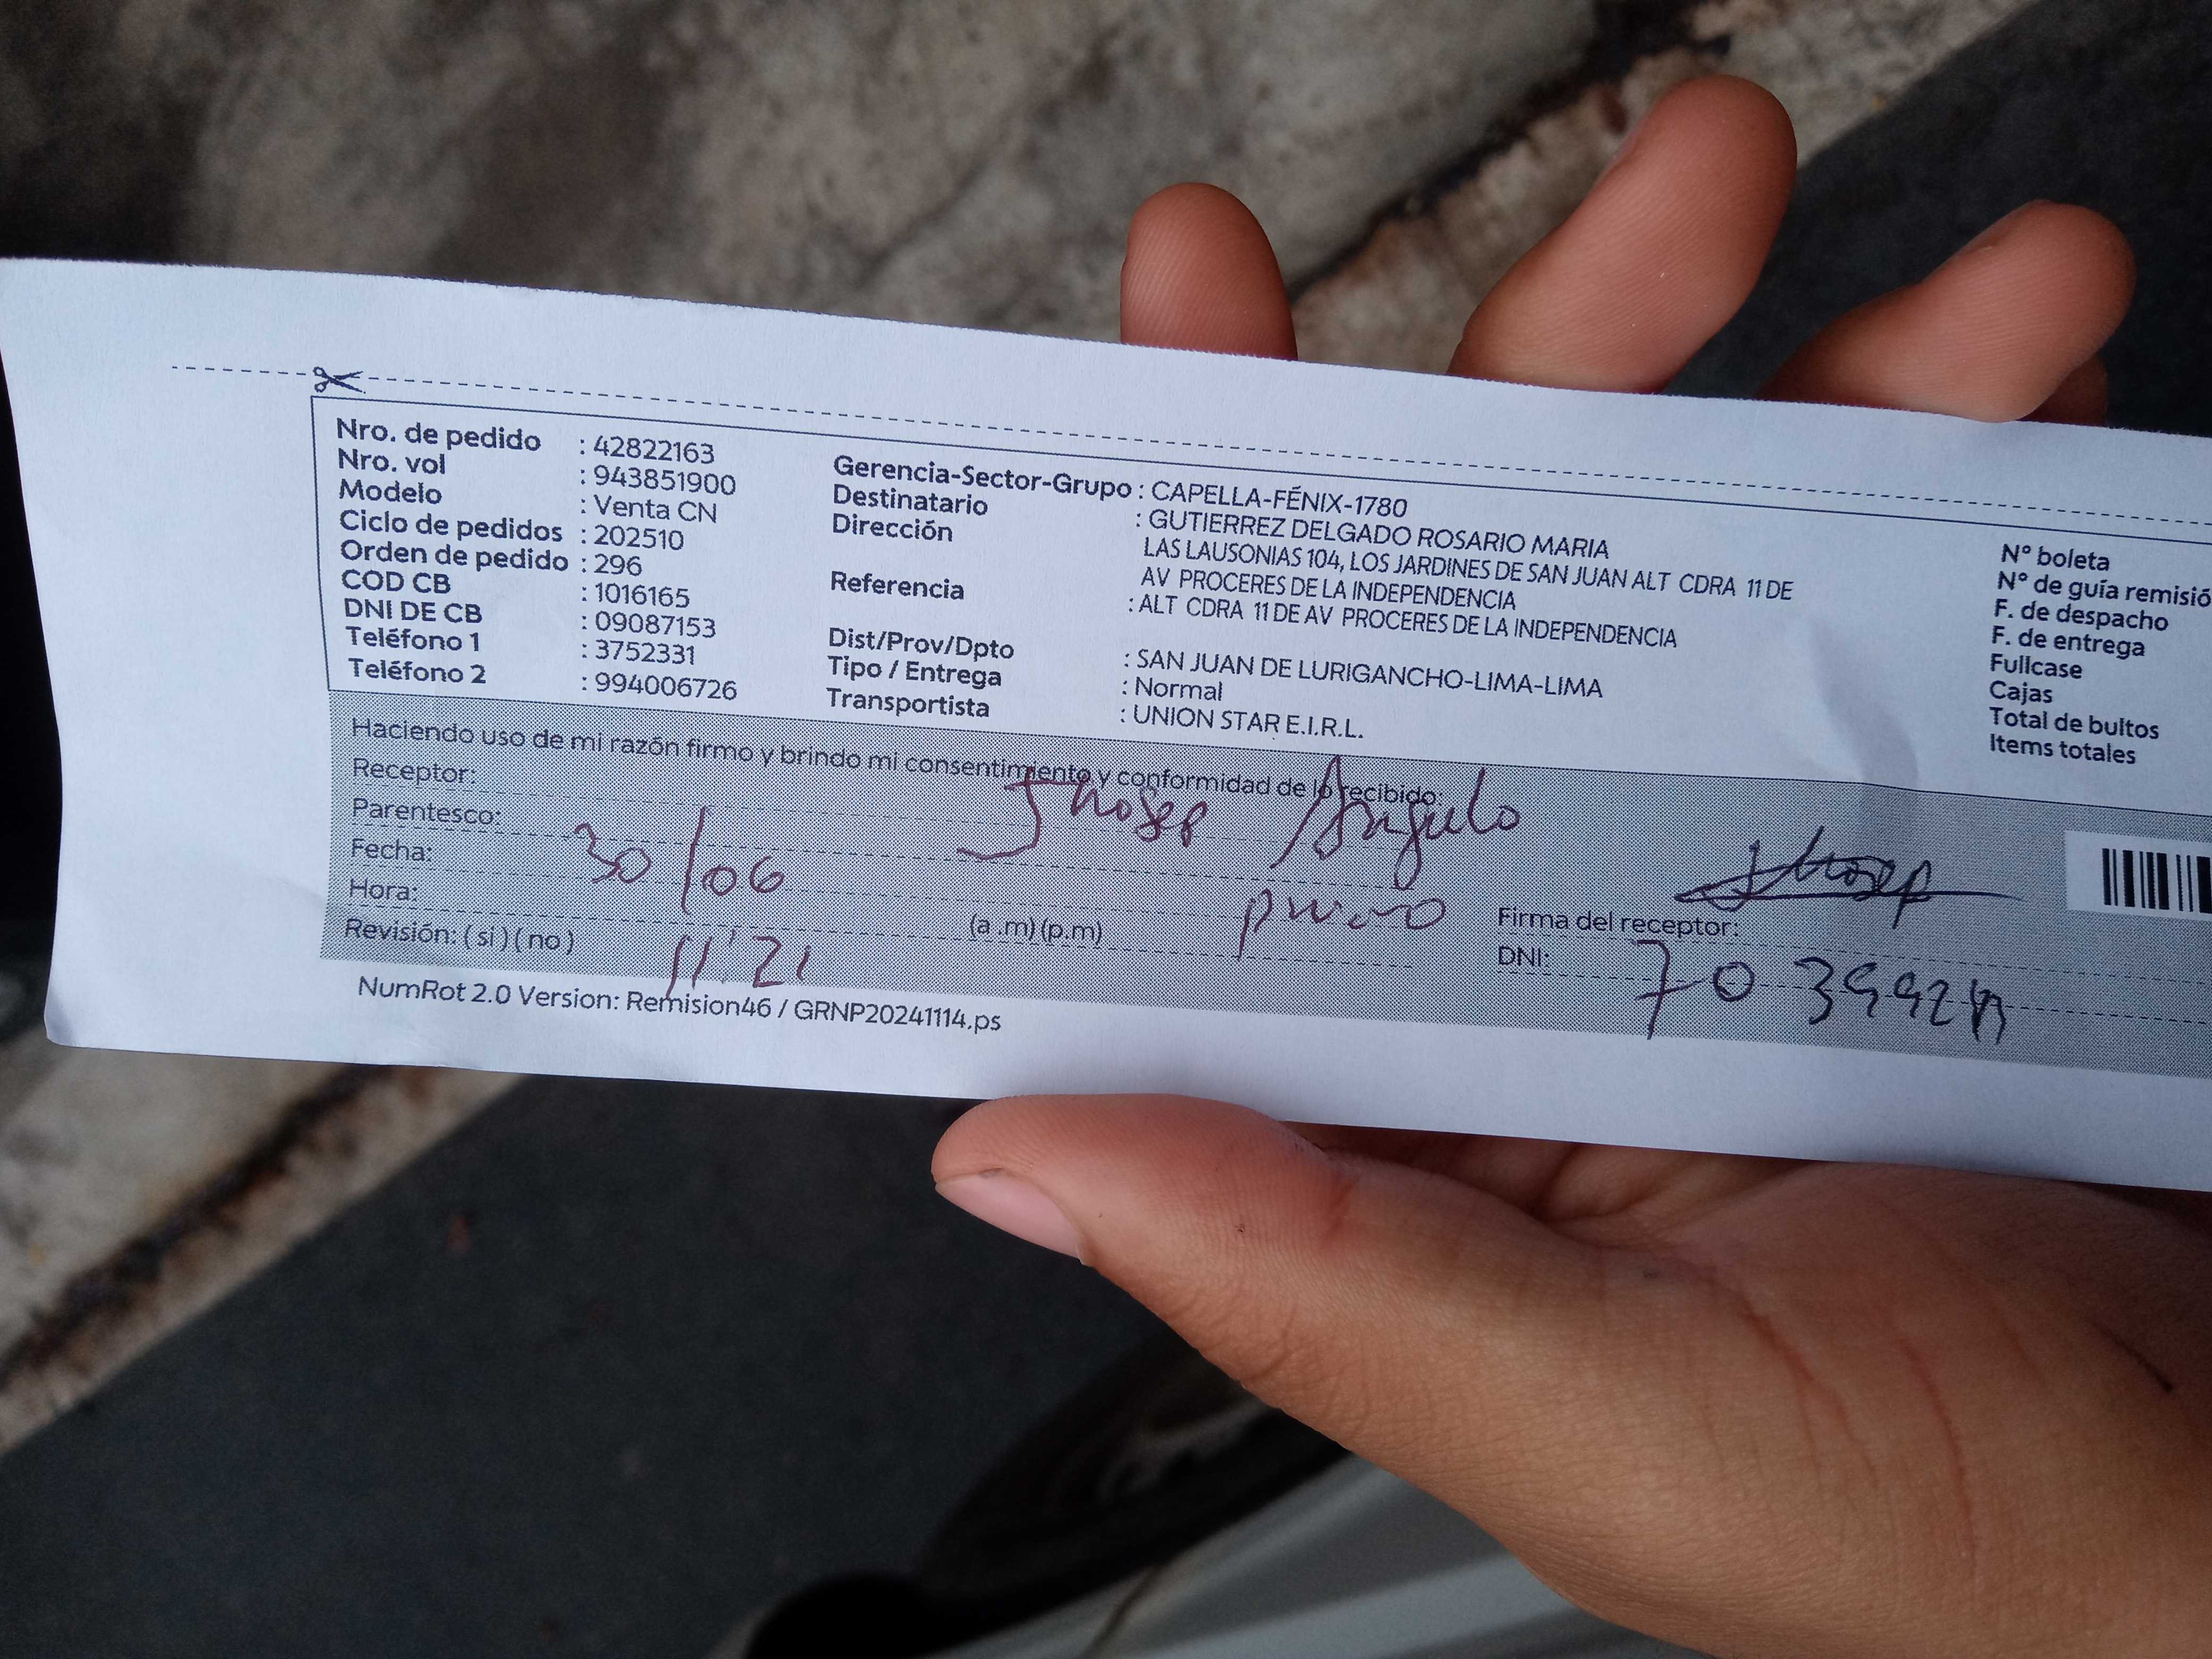 Nro. de pedido : 42822163
Nro. vol : 943851900
Modelo : Venta CN
Ciclo de pedidos : 202510
Orden de pedido : 296
COD CB : 1016165
DNI DE CB : 09087153
Teléfono 1 : 3752331
Teléfono 2 : 994006726
Gerencia-Sector-Grupo : CAPELLA-FÉNIX-1780
Destinatario : GUTIERREZ DELGADO ROSARIO MARIA
Dirección LAS LAUSONIAS 104, LOS JARDINES DE SAN JUAN ALT CDRA 11 DE
AV PROCERES DE LA INDEPENDENCIA
Referencia : ALT CDRA 11 DE AV PROCERES DE LA INDEPENDENCIA
Dist/Prov/Dpto : SAN JUAN DE LURIGANCHO-LIMA-LIMA
Tipo / Entrega : Normal
Transportista : UNION STAR E.I.R.L.
N° boleta
N° de guía remisió
F. de despacho
F. de entrega
Fullcase
Cajas
Total de bultos
Items totales
Haciendo uso de mi razón firmo y brindo mi consentimiento y conformidad de lo recibido:
Receptor: Jhosep Angulo
Parentesco:
Fecha: 30/06
Hora: 11:21 (a .m) (p.m)
Revisión: ( si ) ( no )
Firma del receptor: Jhosep
DNI:
NumRot 2.0 Version: Remision46 / GRNP20241114.ps